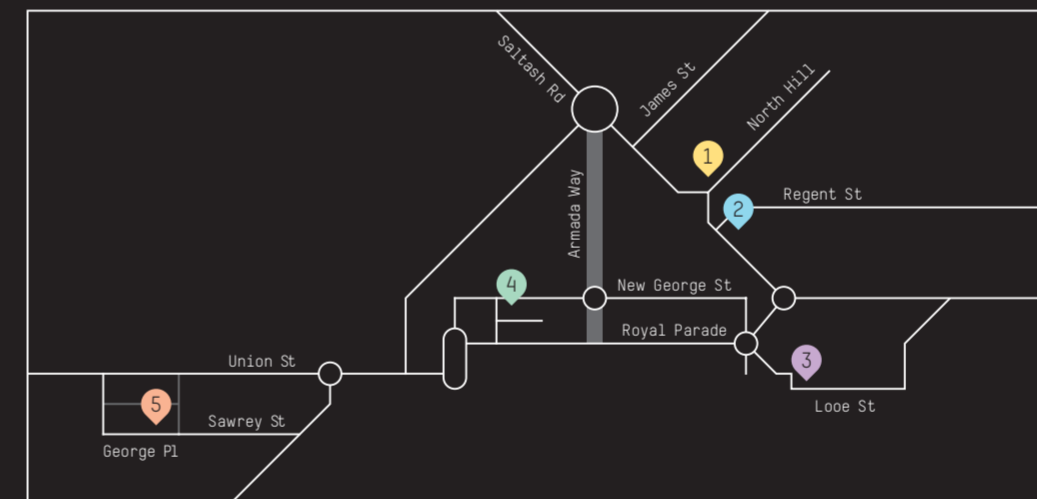 Saltash Rd
James St
North Hill
1
Armada Way
2
Regent St
4
New George St
Royal Parade
3
Union St
5
Sawrey St
Looe St
George Pl